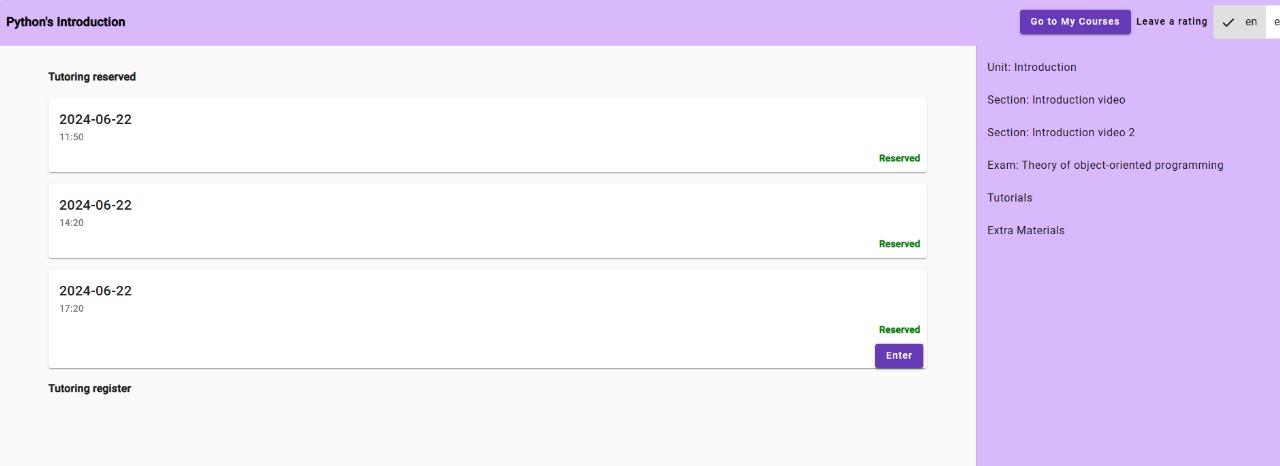 Python's Introduction
Go to My Courses
Leave a rating
en
Tutoring reserved
2024-06-22
11:50
Reserved
2024-06-22
14:20
Reserved
2024-06-22
17:20
Reserved
Enter
Tutoring register
Unit: Introduction
Section: Introduction video
Section: Introduction video 2
Exam: Theory of object-oriented programming
Tutorials
Extra Materials